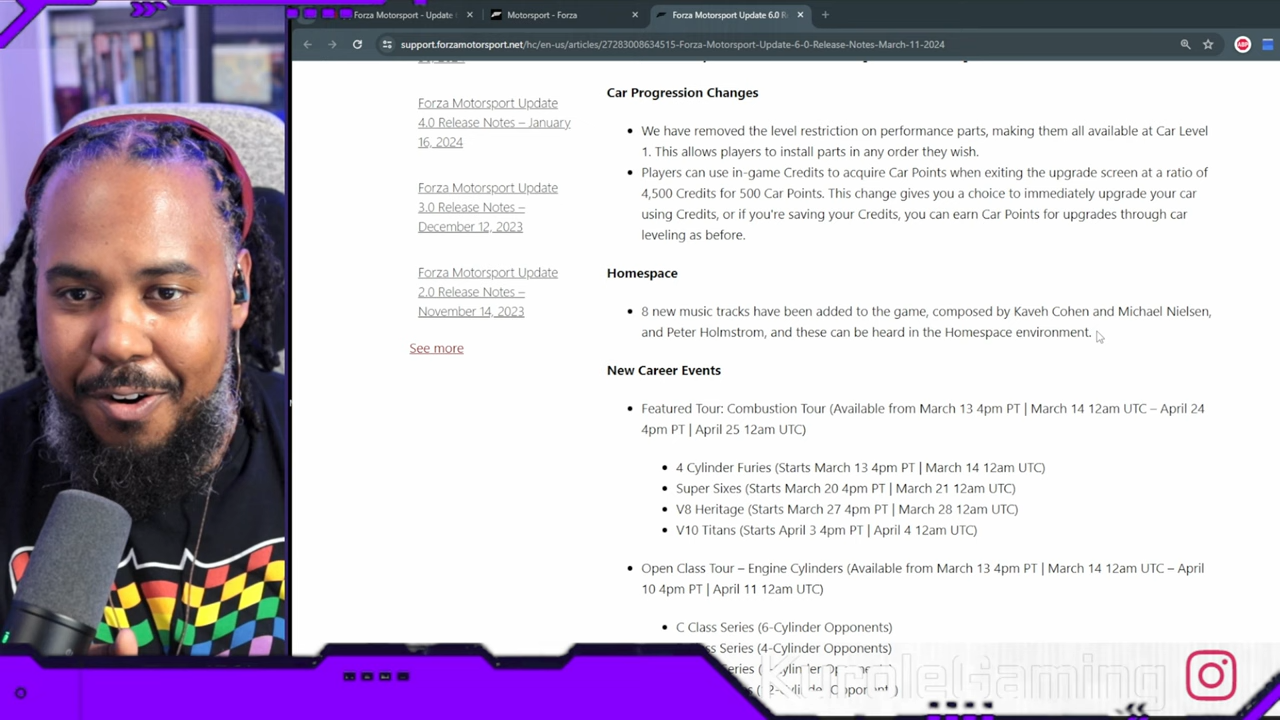 Forza Motorsport - Update
Motorsport - Forza
Forza Motorsport Update 6.0 R
support.forzamotorsport.net/hc/en-us/articles/27283008634515-Forza-Motorsport-Update-6-0-Release-Notes-March-11-2024
ABP
Forza Motorsport Update
4.0 Release Notes – January
16, 2024
Forza Motorsport Update
3.0 Release Notes –
December 12, 2023
Forza Motorsport Update
2.0 Release Notes –
November 14, 2023
See more
Car Progression Changes
• We have removed the level restriction on performance parts, making them all available at Car Level
1. This allows players to install parts in any order they wish.
• Players can use in-game Credits to acquire Car Points when exiting the upgrade screen at a ratio of
4,500 Credits for 500 Car Points. This change gives you a choice to immediately upgrade your car
using Credits, or if you're saving your Credits, you can earn Car Points for upgrades through car
leveling as before.
Homespace
• 8 new music tracks have been added to the game, composed by Kaveh Cohen and Michael Nielsen,
and Peter Holmstrom, and these can be heard in the Homespace environment.
New Career Events
• Featured Tour: Combustion Tour (Available from March 13 4pm PT | March 14 12am UTC – April 24
4pm PT | April 25 12am UTC)
• 4 Cylinder Furies (Starts March 13 4pm PT | March 14 12am UTC)
• Super Sixes (Starts March 20 4pm PT | March 21 12am UTC)
• V8 Heritage (Starts March 27 4pm PT | March 28 12am UTC)
• V10 Titans (Starts April 3 4pm PT | April 4 12am UTC)
• Open Class Tour – Engine Cylinders (Available from March 13 4pm PT | March 14 12am UTC – April
10 4pm PT | April 11 12am UTC)
• C Class Series (6-Cylinder Opponents)
Class Series (4-Cylinder Opponents)
Series
-Cylinder Opponents)
KuroleGaming